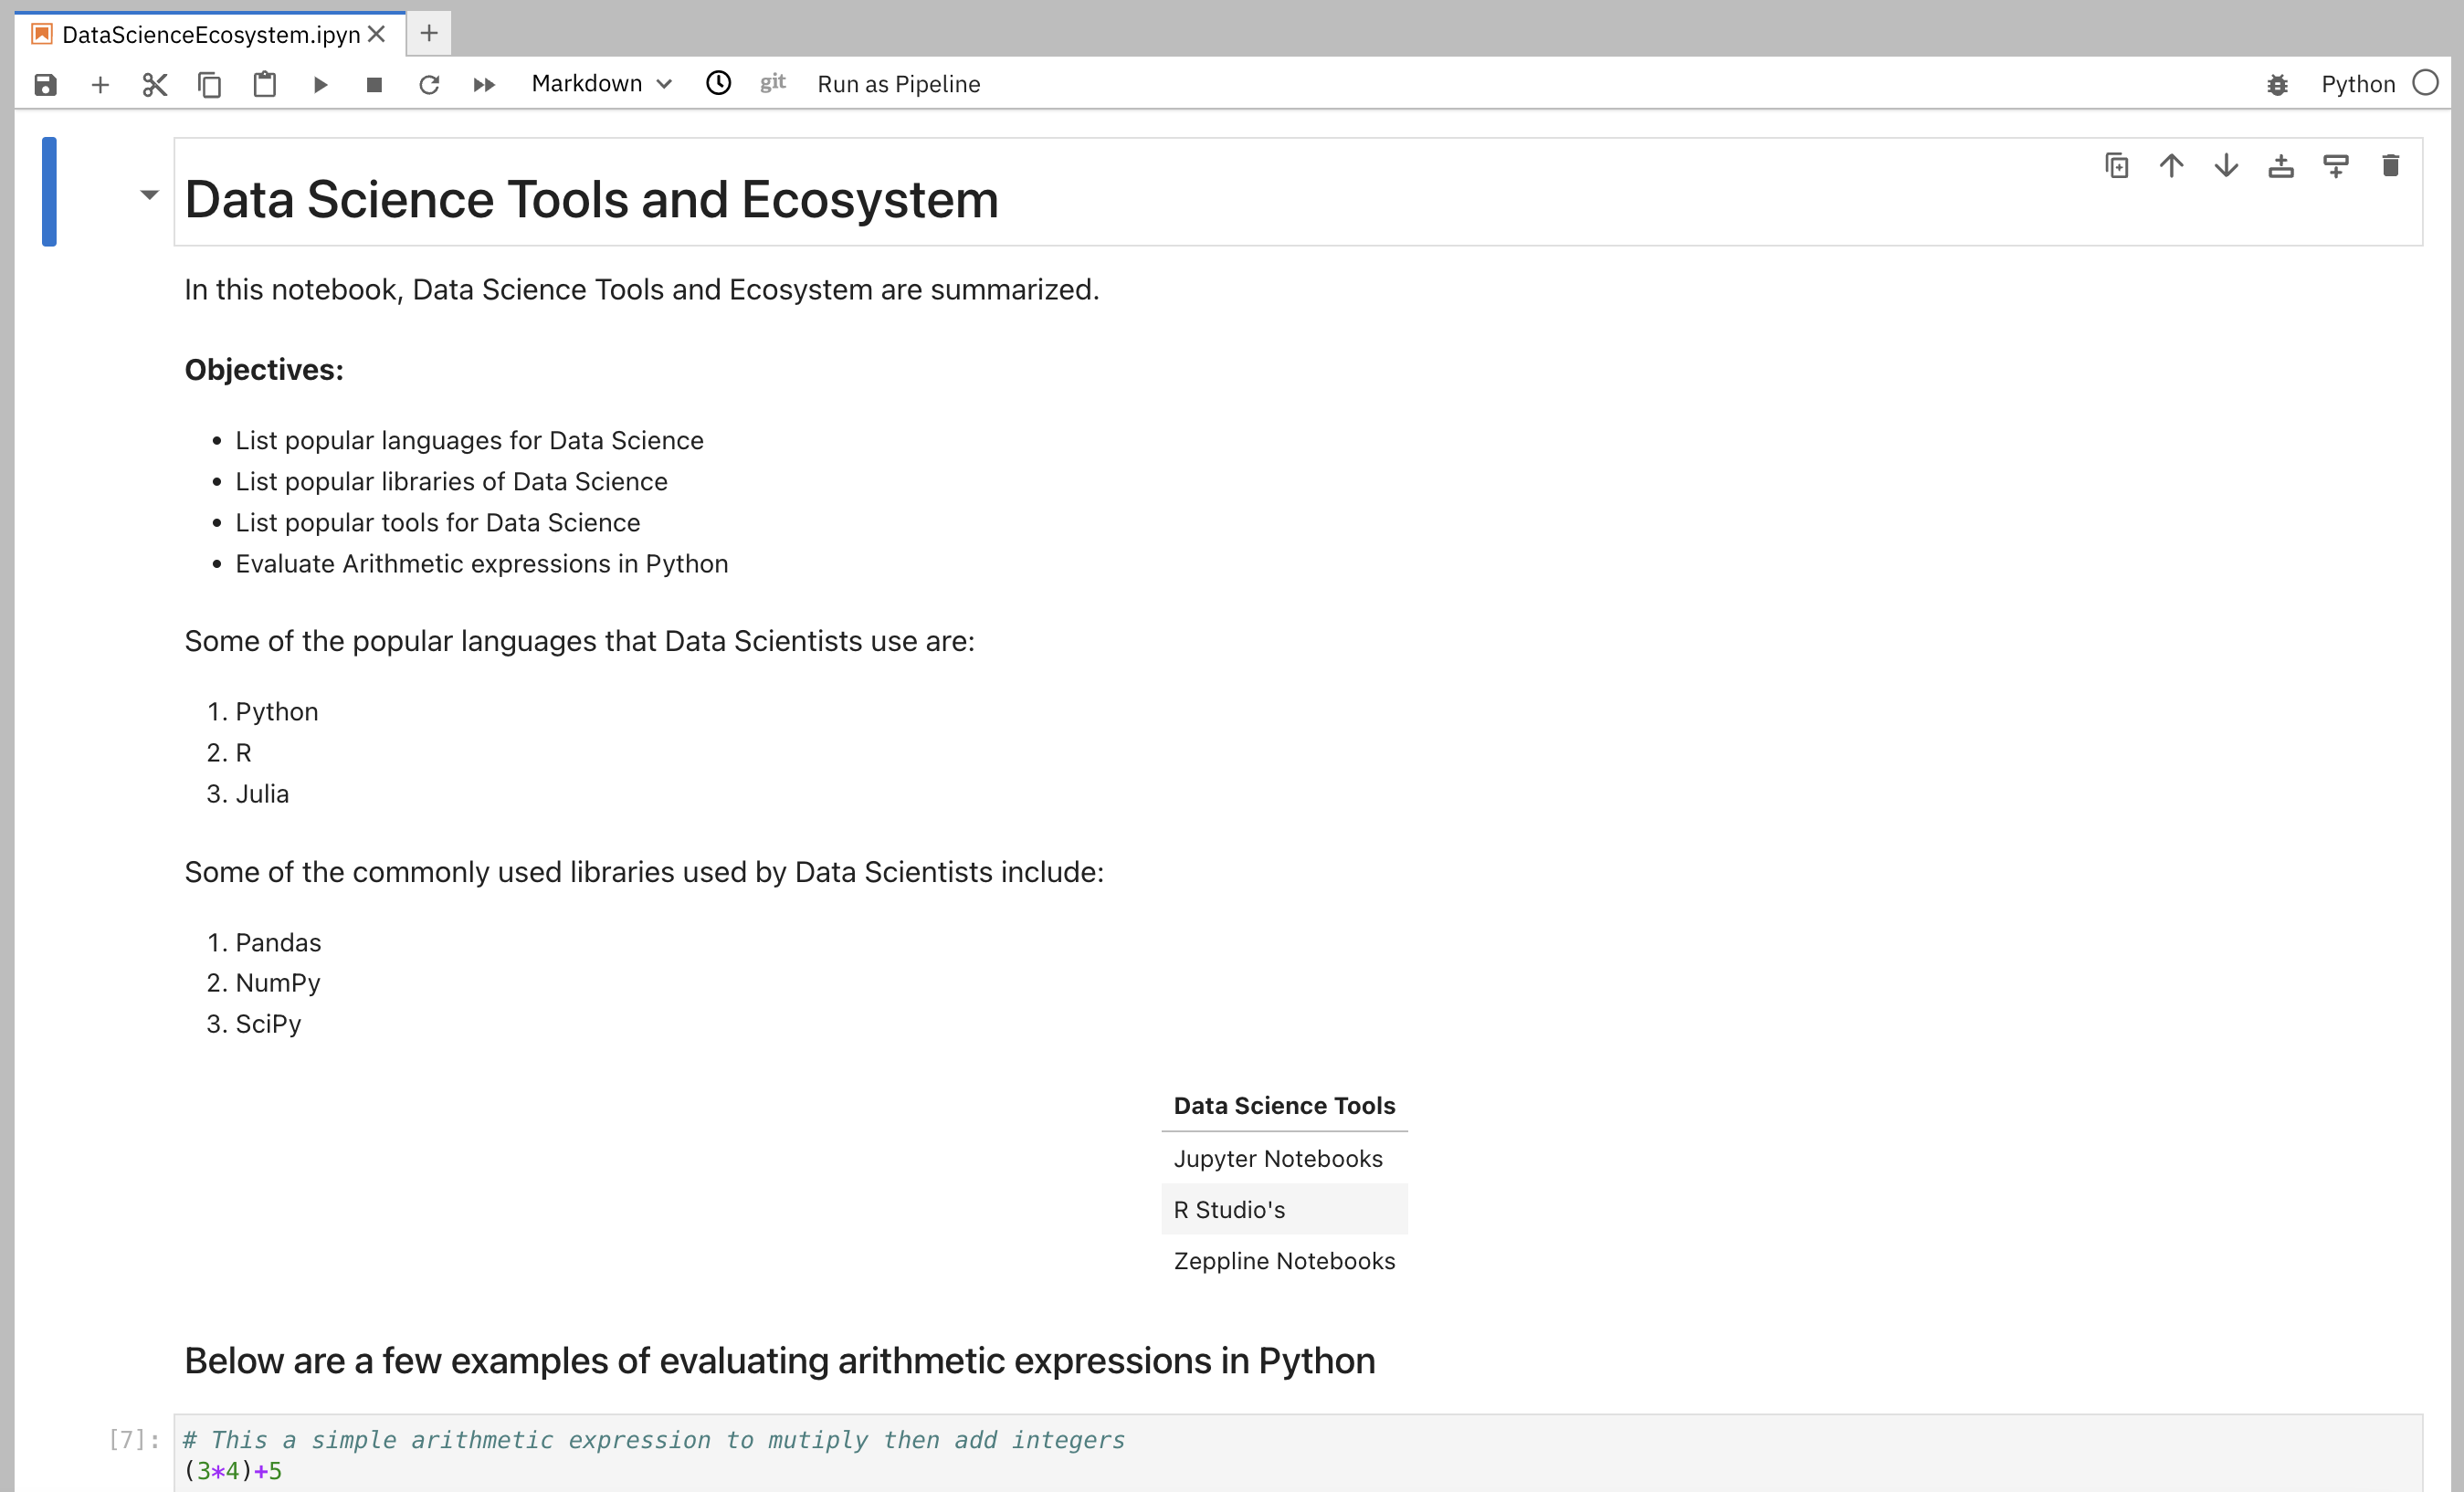 DataScienceEcosystem.ipyn
Markdown git Run as Pipeline Python
Data Science Tools and Ecosystem
In this notebook, Data Science Tools and Ecosystem are summarized.
Objectives:
• List popular languages for Data Science
• List popular libraries of Data Science
• List popular tools for Data Science
• Evaluate Arithmetic expressions in Python
Some of the popular languages that Data Scientists use are:
1. Python
2. R
3. Julia
Some of the commonly used libraries used by Data Scientists include:
1. Pandas
2. NumPy
3. SciPy
Data Science Tools
Jupyter Notebooks
R Studio's
Zeppline Notebooks
Below are a few examples of evaluating arithmetic expressions in Python
[7]: # This a simple arithmetic expression to mutiply then add integers
(3*4)+5